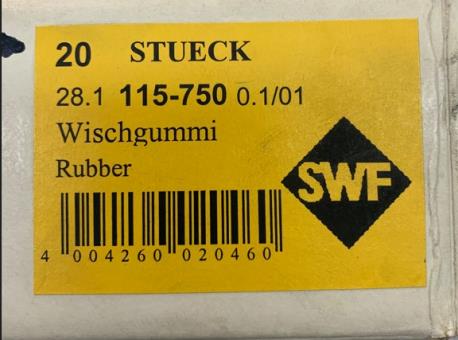 20 STUECK
28.1 115-750 0.1/01
Wischgummi
Rubber
SWF
4 004260 020460